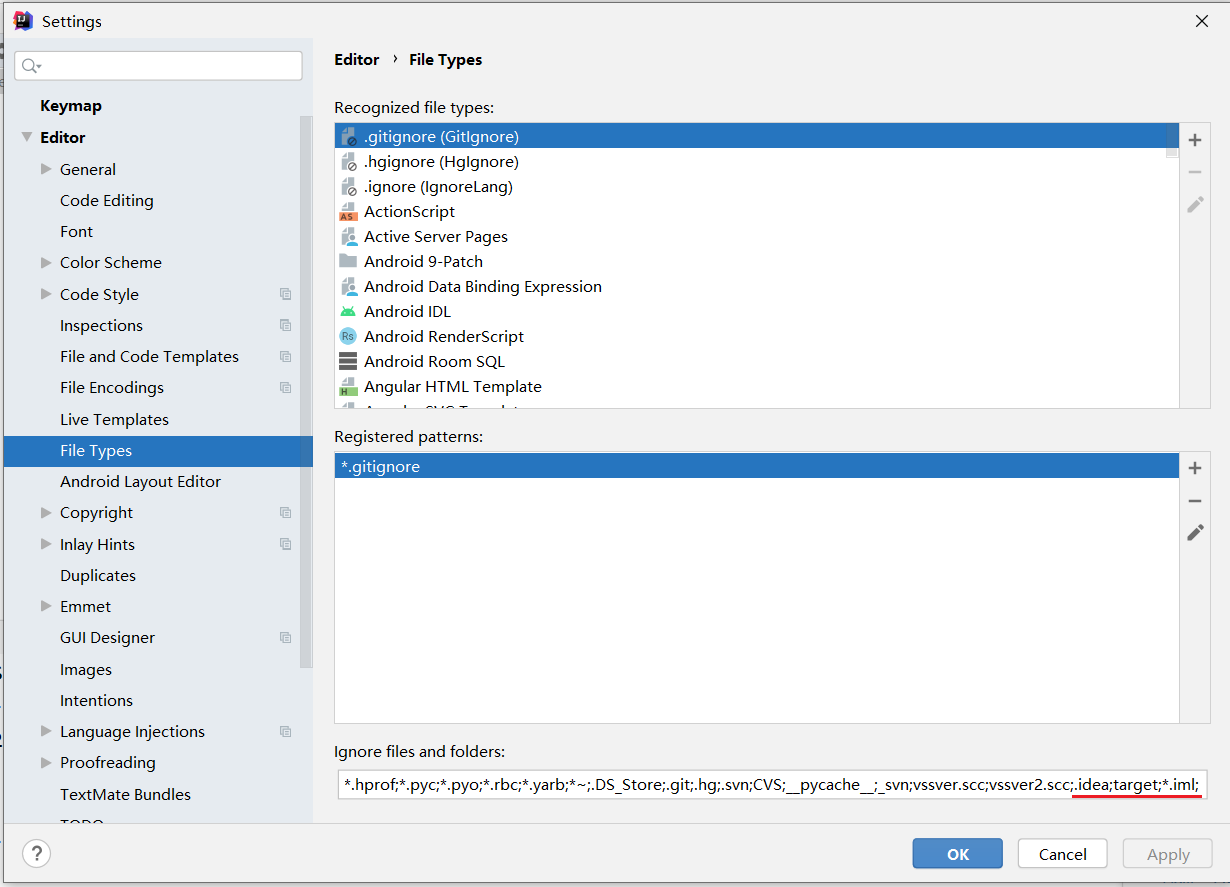 Settings
Editor › File Types
Recognized file types:
Keymap
Editor
General
Code Editing
Font
Color Scheme
Code Style
Inspections
File and Code Templates
File Encodings
Live Templates
File Types
Android Layout Editor
Copyright
Inlay Hints
Duplicates
Emmet
GUI Designer
Images
Intentions
Language Injections
Proofreading
TextMate Bundles
TODO
.gitignore (GitIgnore)
.hgignore (HgIgnore)
.ignore (IgnoreLang)
ActionScript
Active Server Pages
Android 9-Patch
Android Data Binding Expression
Android IDL
Android RenderScript
Android Room SQL
Angular HTML Template
Angular SVG Template
Registered patterns:
*.gitignore
Ignore files and folders:
*.hprof;*.pyc;*.pyo;*.rbc;*.yarb;*~;.DS_Store;.git;.hg;.svn;CVS;__pycache__;_svn;vssver.scc;vssver2.scc;.idea;target;*.iml;
?
OK
Cancel
Apply